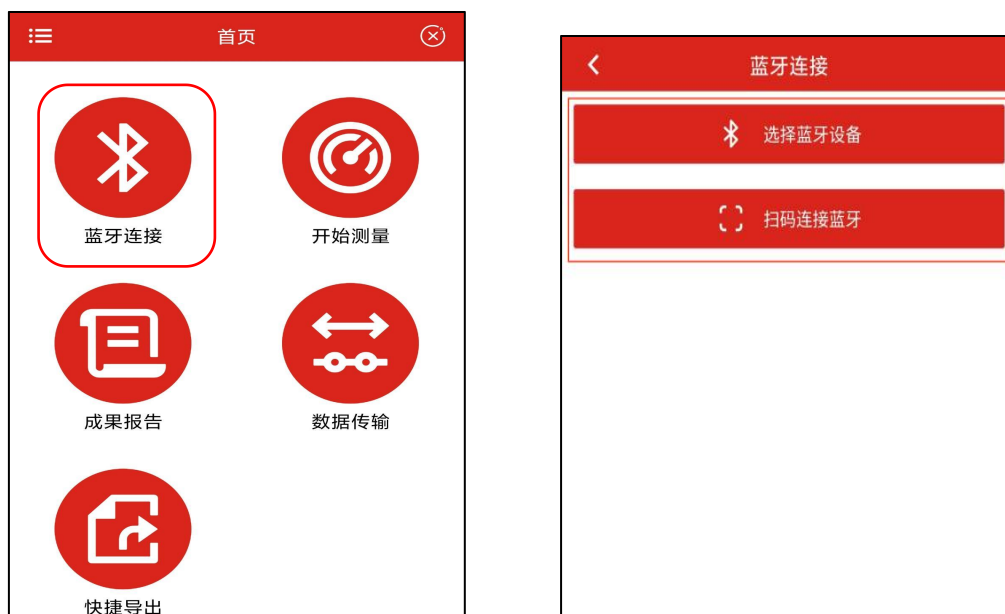 首页
蓝牙连接
开始测量
成果报告
数据传输
快捷导出
蓝牙连接
选择蓝牙设备
扫码连接蓝牙